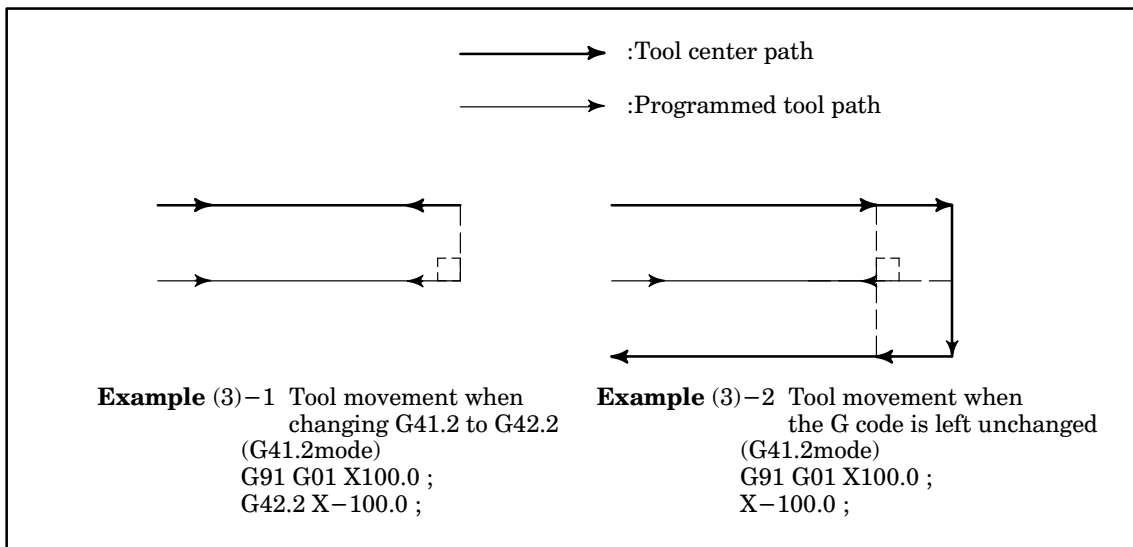 :Tool center path
:Programmed tool path
Example (3)−1 Tool movement when
changing G41.2 to G42.2
(G41.2mode)
G91 G01 X100.0 ;
G42.2 X−100.0 ;
Example (3)−2 Tool movement when
the G code is left unchanged
(G41.2mode)
G91 G01 X100.0 ;
X−100.0 ;